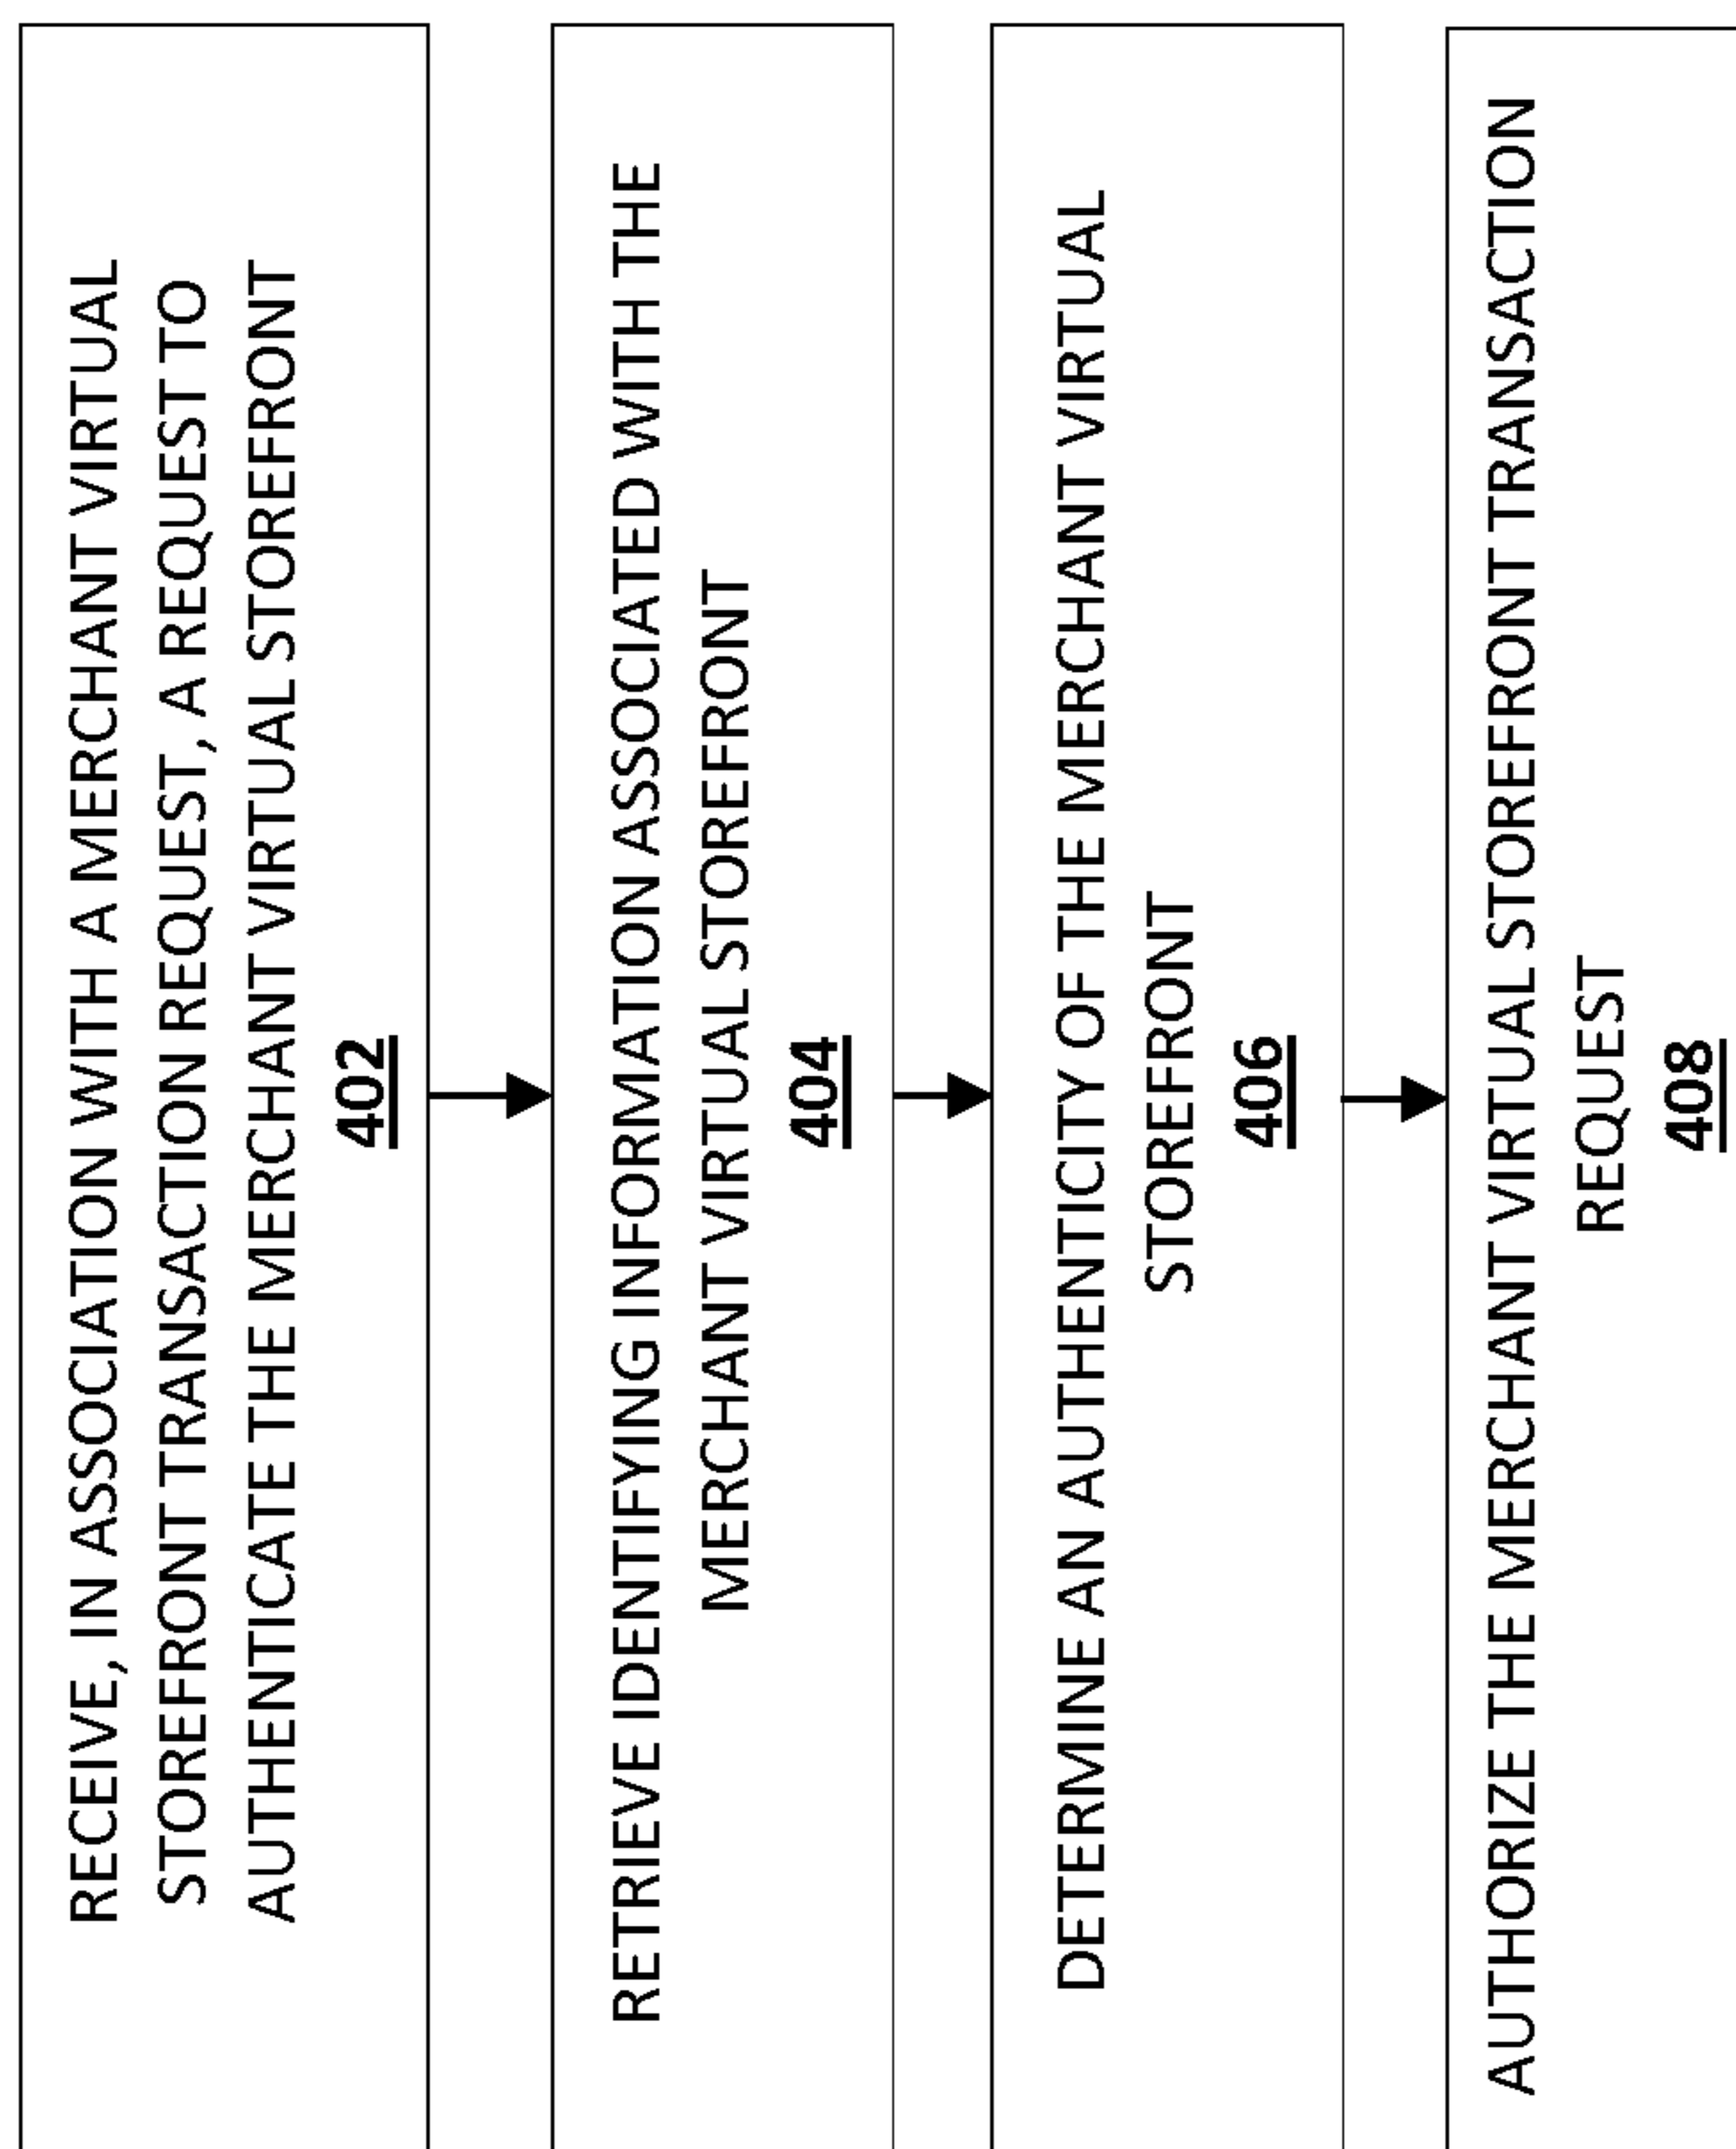 RECEIVE, IN ASSOCIATION WITH A MERCHANT VIRTUAL
STOREFRONT TRANSACTION REQUEST, A REQUEST TO
AUTHENTICATE THE MERCHANT VIRTUAL STOREFRONT
402
RETRIEVE IDENTIFYING INFORMATION ASSOCIATED WITH THE
MERCHANT VIRTUAL STOREFRONT
404
DETERMINE AN AUTHENTICITY OF THE MERCHANT VIRTUAL
STOREFRONT
406
AUTHORIZE THE MERCHANT VIRTUAL STOREFRONT TRANSACTION
REQUEST
408